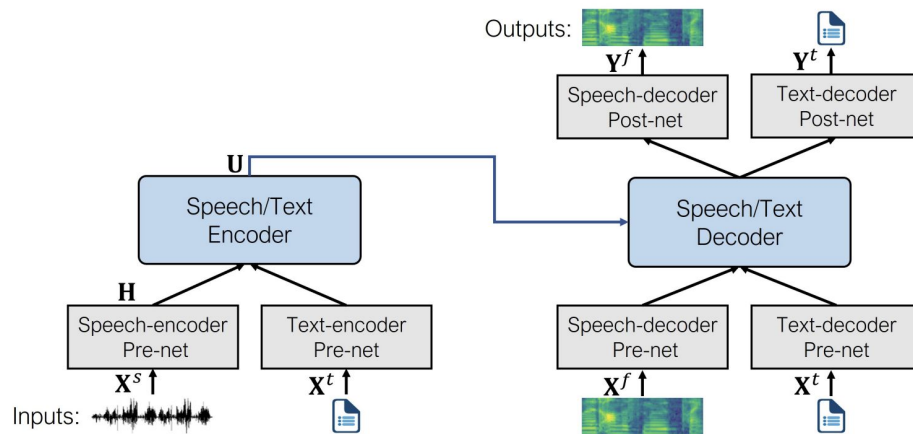 Outputs:
Y^f
Y^t
Speech-decoder
Post-net
Text-decoder
Post-net
U
Speech/Text
Encoder
Speech/Text
Decoder
H
Speech-encoder
Pre-net
Text-encoder
Pre-net
Speech-decoder
Pre-net
Text-decoder
Pre-net
X^s
X^t
X^f
X^t
Inputs: